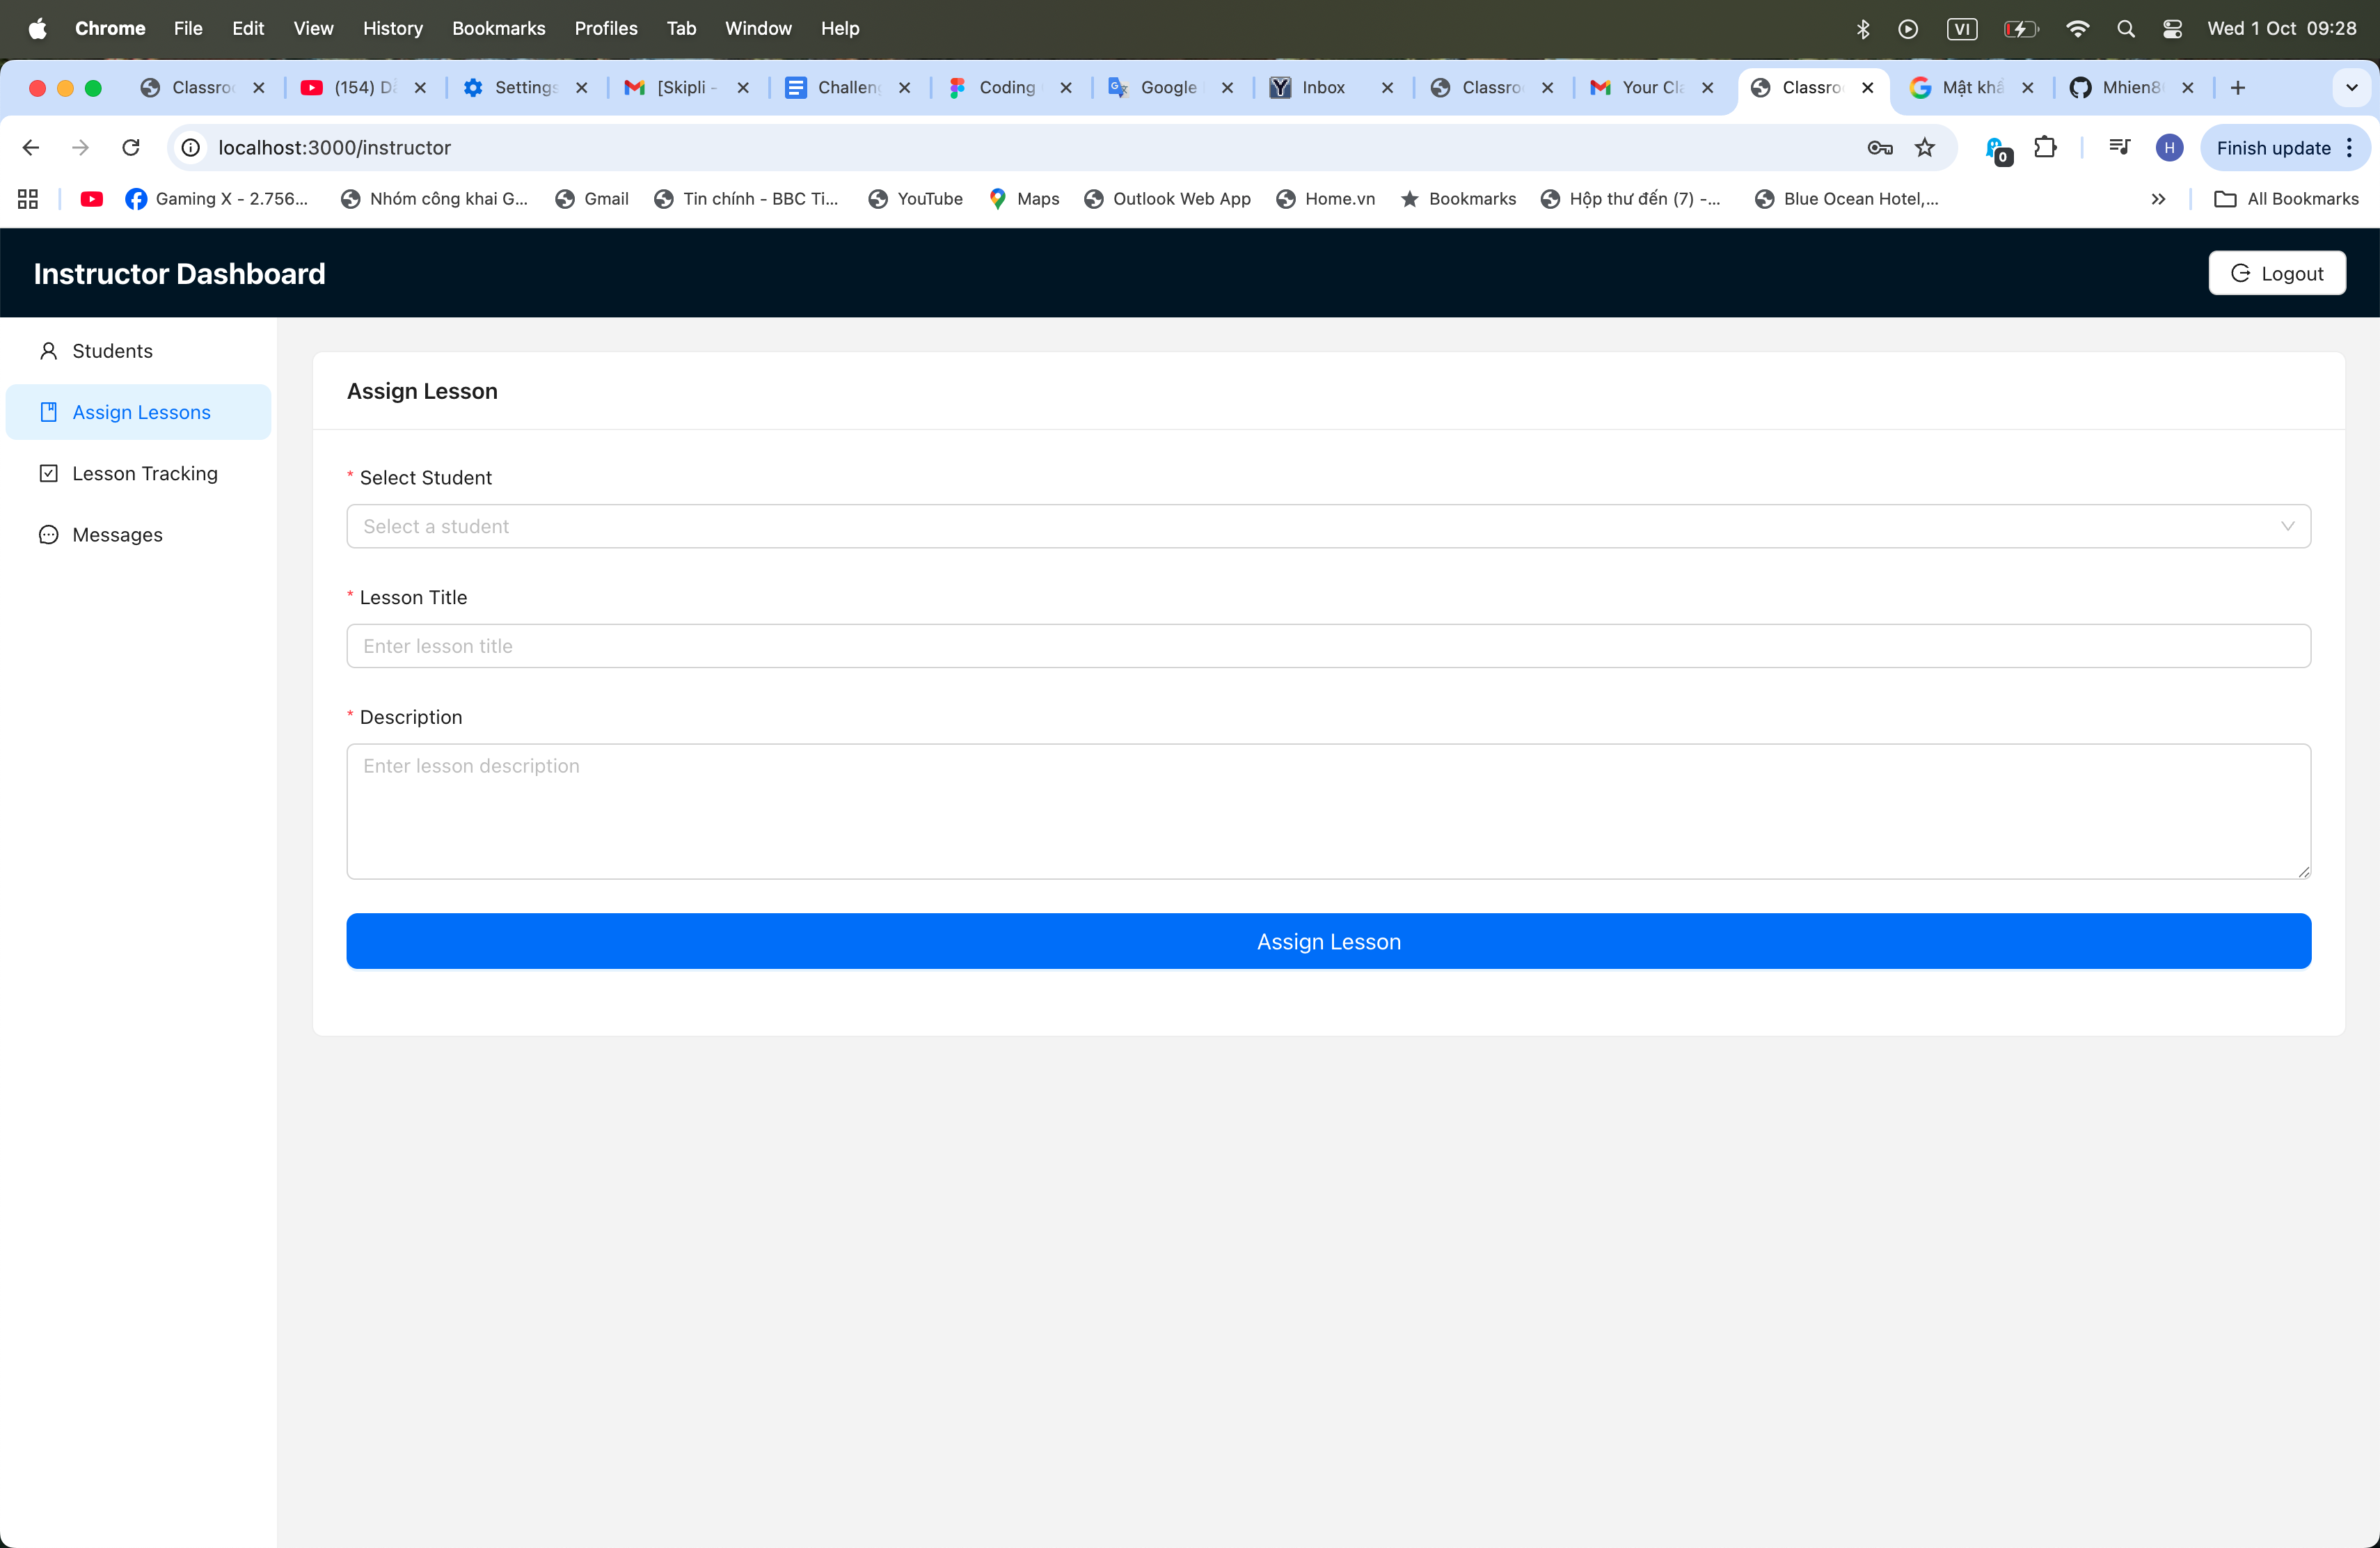 Chrome File Edit View History Bookmarks Profiles Tab Window Help VI Wed 1 Oct 09:28
Classro (154) Settings [Skipli - Challen Coding Google Inbox Classro Your Cl Classro Mật Mhien8
localhost:3000/instructor 0 H Finish update
Gaming X - 2.756... Nhóm công khai G... Gmail Tin chính - BBC Ti... YouTube Maps Outlook Web App Home.vn Bookmarks Hộp thư đến (7) -... Blue Ocean Hotel,... All Bookmarks
Instructor Dashboard Logout
Students
Assign Lessons
Lesson Tracking
Messages
Assign Lesson
* Select Student
Select a student
* Lesson Title
Enter lesson title
* Description
Enter lesson description
Assign Lesson